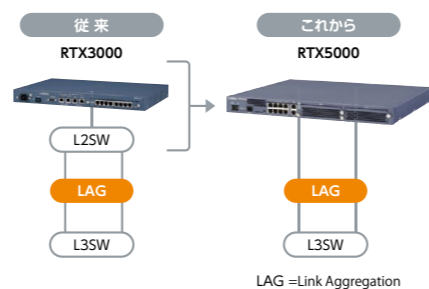 従来
RTX3000
L2SW
LAG
L3SW
これから
RTX5000
LAG
L3SW
LAG =Link Aggregation